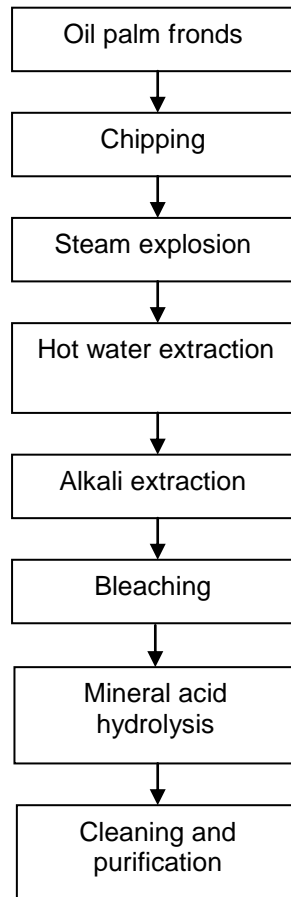 Oil palm fronds
Chipping
Steam explosion
Hot water extraction
Alkali extraction
Bleaching
Mineral acid
hydrolysis
Cleaning and
purification